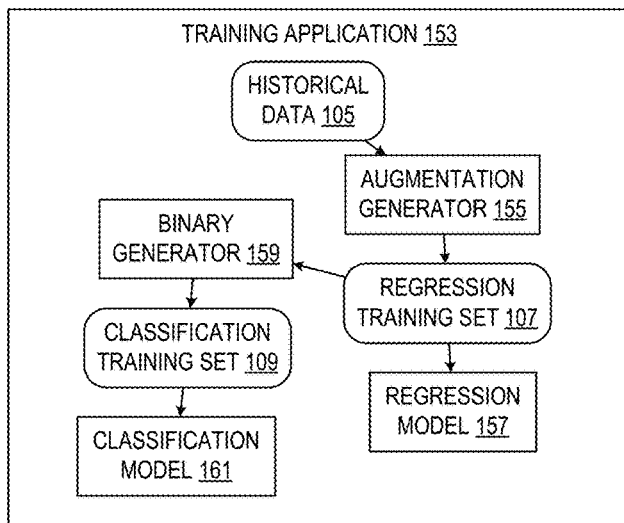 TRAINING APPLICATION 153
HISTORICAL
DATA 105
AUGMENTATION
GENERATOR 155
BINARY
GENERATOR 159
REGRESSION
TRAINING SET 107
CLASSIFICATION
TRAINING SET 109
REGRESSION
MODEL 157
CLASSIFICATION
MODEL 161